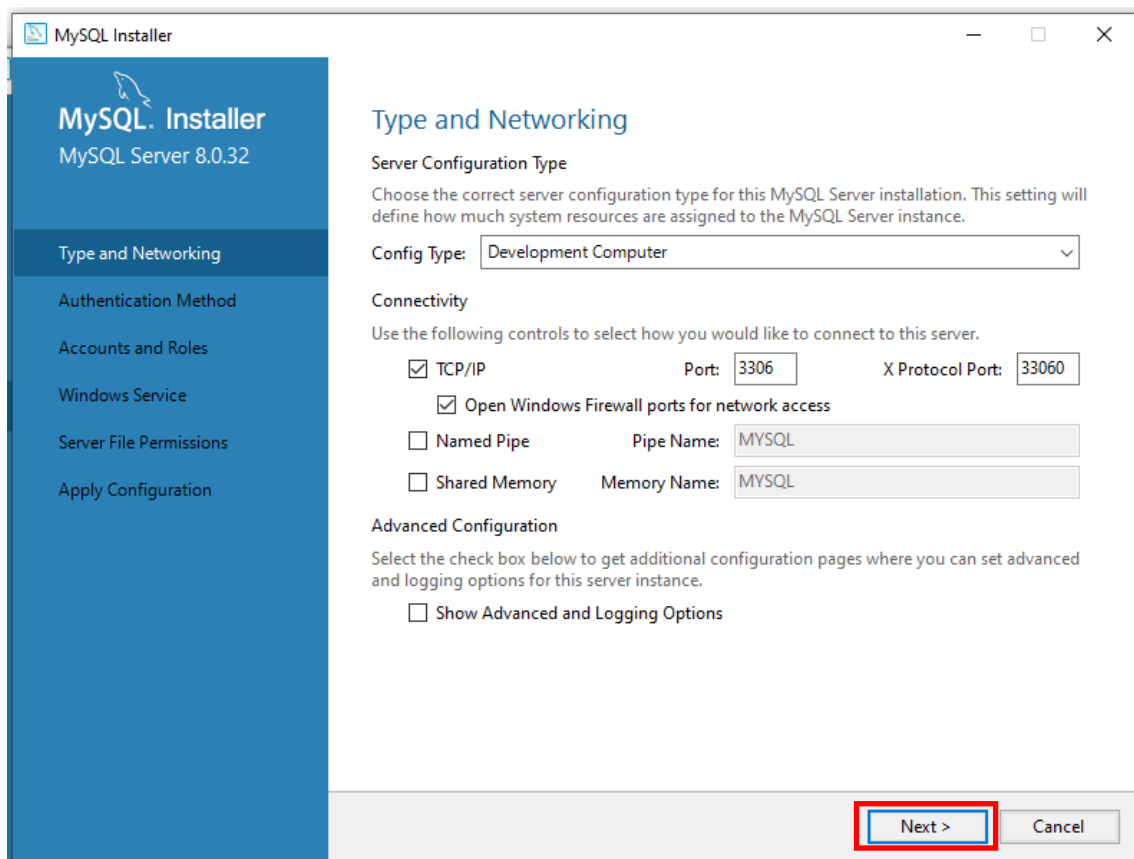 MySQL Installer
MySQL. Installer
MySQL Server 8.0.32
Type and Networking
Authentication Method
Accounts and Roles
Windows Service
Server File Permissions
Apply Configuration
Type and Networking
Server Configuration Type
Choose the correct server configuration type for this MySQL Server installation. This setting will
define how much system resources are assigned to the MySQL Server instance.
Config Type: Development Computer
Connectivity
Use the following controls to select how you would like to connect to this server.
TCP/IP Port: 3306 X Protocol Port: 33060
Open Windows Firewall ports for network access
Named Pipe Pipe Name: MYSQL
Shared Memory Memory Name: MYSQL
Advanced Configuration
Select the check box below to get additional configuration pages where you can set advanced
and logging options for this server instance.
Show Advanced and Logging Options
Next > Cancel